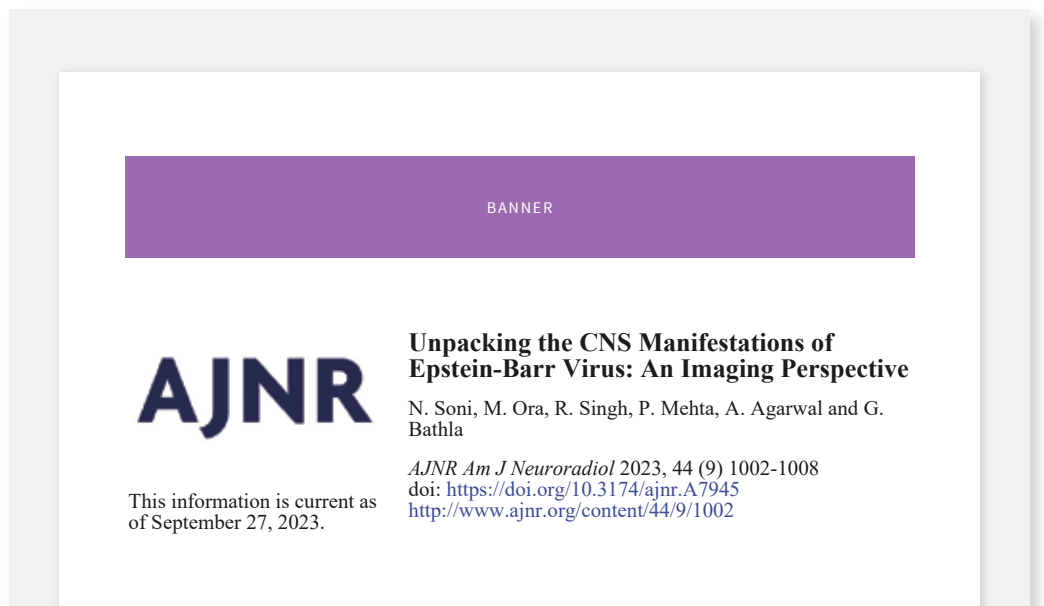 BANNER
AJNR
This information is current as
of September 27, 2023.
Unpacking the CNS Manifestations of
Epstein-Barr Virus: An Imaging Perspective
N. Soni, M. Ora, R. Singh, P. Mehta, A. Agarwal and G.
Bathla
AJNR Am J Neuroradiol 2023, 44 (9) 1002-1008
doi: https://doi.org/10.3174/ajnr.A7945
http://www.ajnr.org/content/44/9/1002